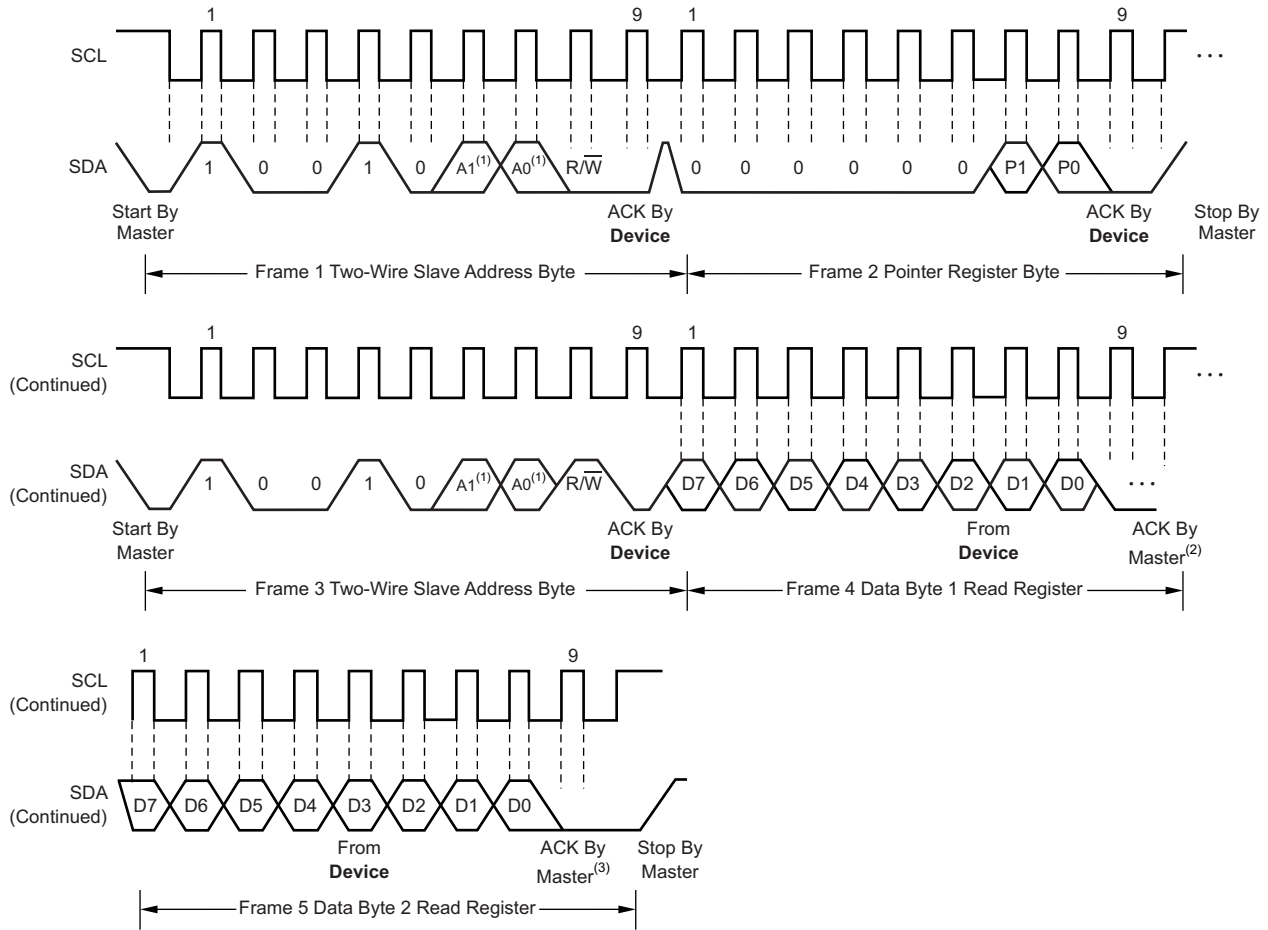 1 9 1 9
SCL
...
SDA
1 0 0 1 0 A1(1) A0(1) R/W 0 0 0 0 0 0 P1 P0
Start By
Master
ACK By
Device
ACK By
Device
Stop By
Master
Frame 1 Two-Wire Slave Address Byte
Frame 2 Pointer Register Byte
1 9 1 9
SCL
(Continued)
...
SDA
(Continued)
1 0 0 1 0 A1(1) A0(1) R/W D7 D6 D5 D4 D3 D2 D1 D0 ...
Start By
Master
ACK By
Device
From
Device
ACK By
Master(2)
Frame 3 Two-Wire Slave Address Byte
Frame 4 Data Byte 1 Read Register
1 9
SCL
(Continued)
SDA
(Continued)
D7 D6 D5 D4 D3 D2 D1 D0
From
Device
ACK By
Master(3)
Stop By
Master
Frame 5 Data Byte 2 Read Register